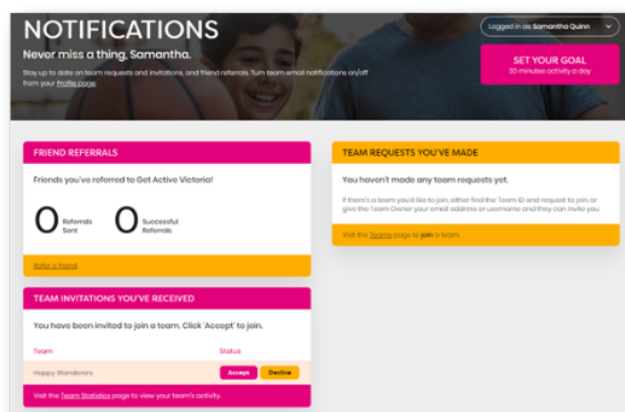 NOTIFICATIONS
Never miss a thing, Samantha.
Stay up to date on team requests and invitations, and friend referrals. Turn team email notifications on/off
from your Profile page.
Logged in as: Samantha Quinn
SET YOUR GOAL
30 minutes activity a day
FRIEND REFERRALS
Friends you've referred to Get Active Victoria!
0 Referrals Sent 0 Successful Referrals
Refer a friend
TEAM REQUESTS YOU'VE MADE
You haven't made any team requests yet.
If there's a team you'd like to join, either find the Team ID and request to join, or
give the Team Owner your email address or username and they can invite you.
Visit the Teams page to join a team.
TEAM INVITATIONS YOU'VE RECEIVED
You have been invited to join a team. Click 'Accept' to join.
Team Status
Happy Wanderers Accept Decline
Visit the Team Statistics page to view your team's activity.